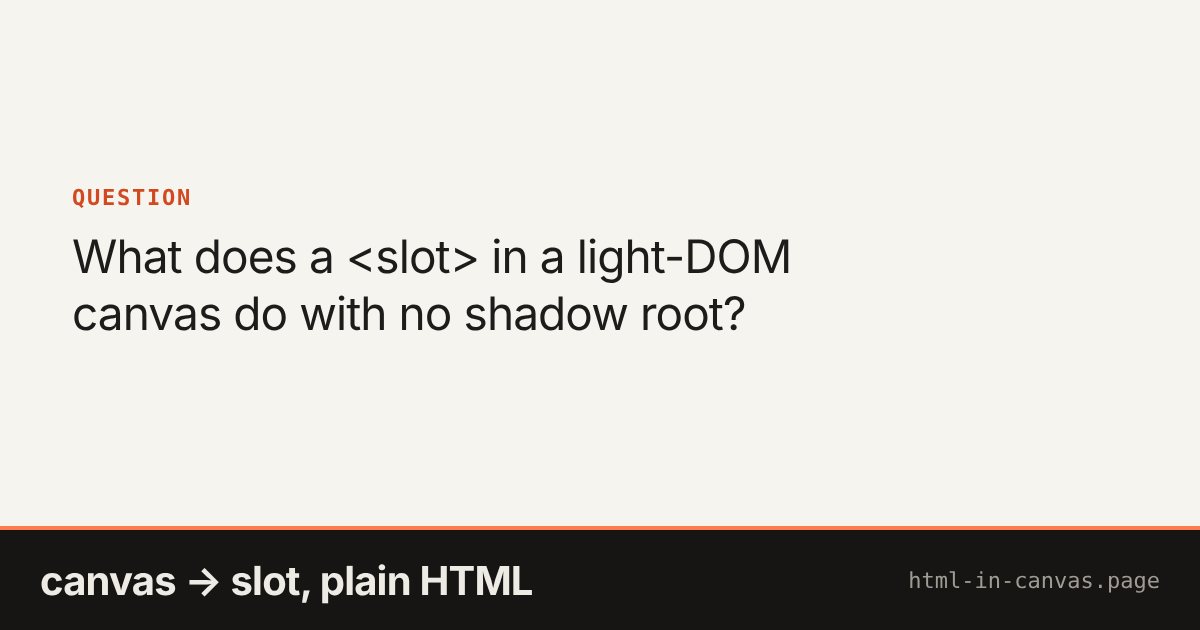 QUESTION
What does a <slot> in a light-DOM
canvas do with no shadow root?
canvas → slot, plain HTML
html-in-canvas.page